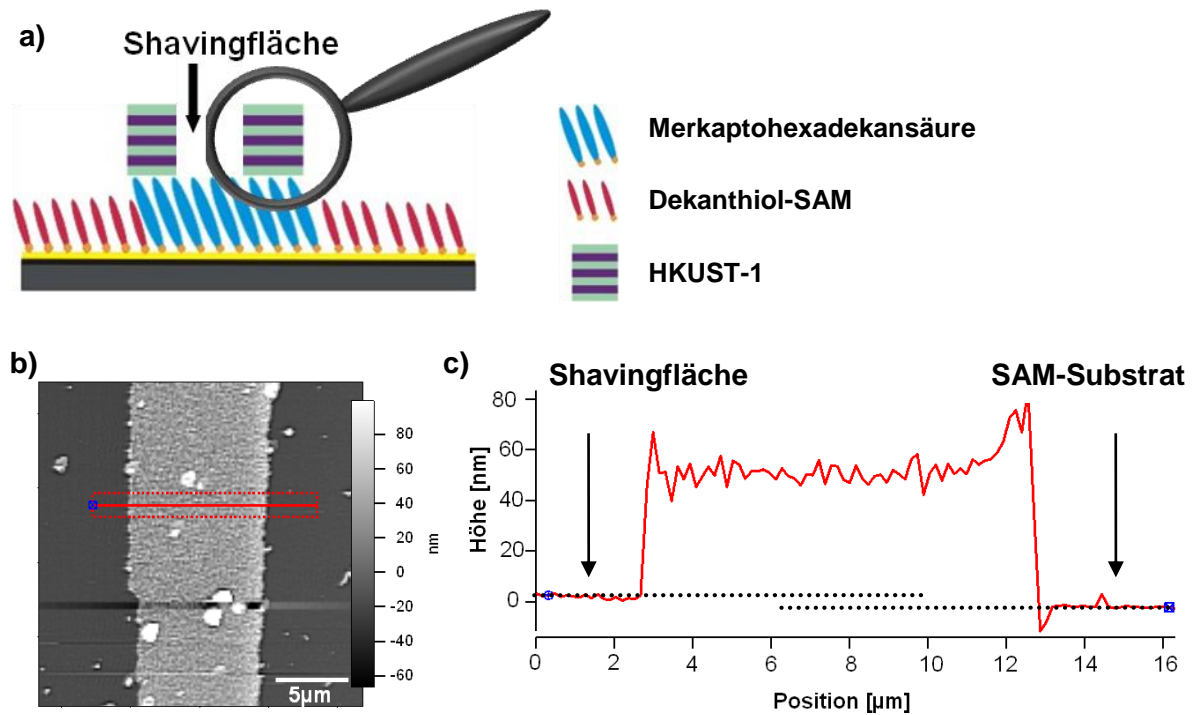 a)
Shavingfläche
Merkaptohexadekansäure
Dekanthiol-SAM
HKUST-1
b)
80
60
40
20
0
-20
-40
-60
nm
5µm
c)
Shavingfläche
SAM-Substrat
Höhe [nm]
80
60
40
20
0
0 2 4 6 8 10 12 14 16
Position [µm]